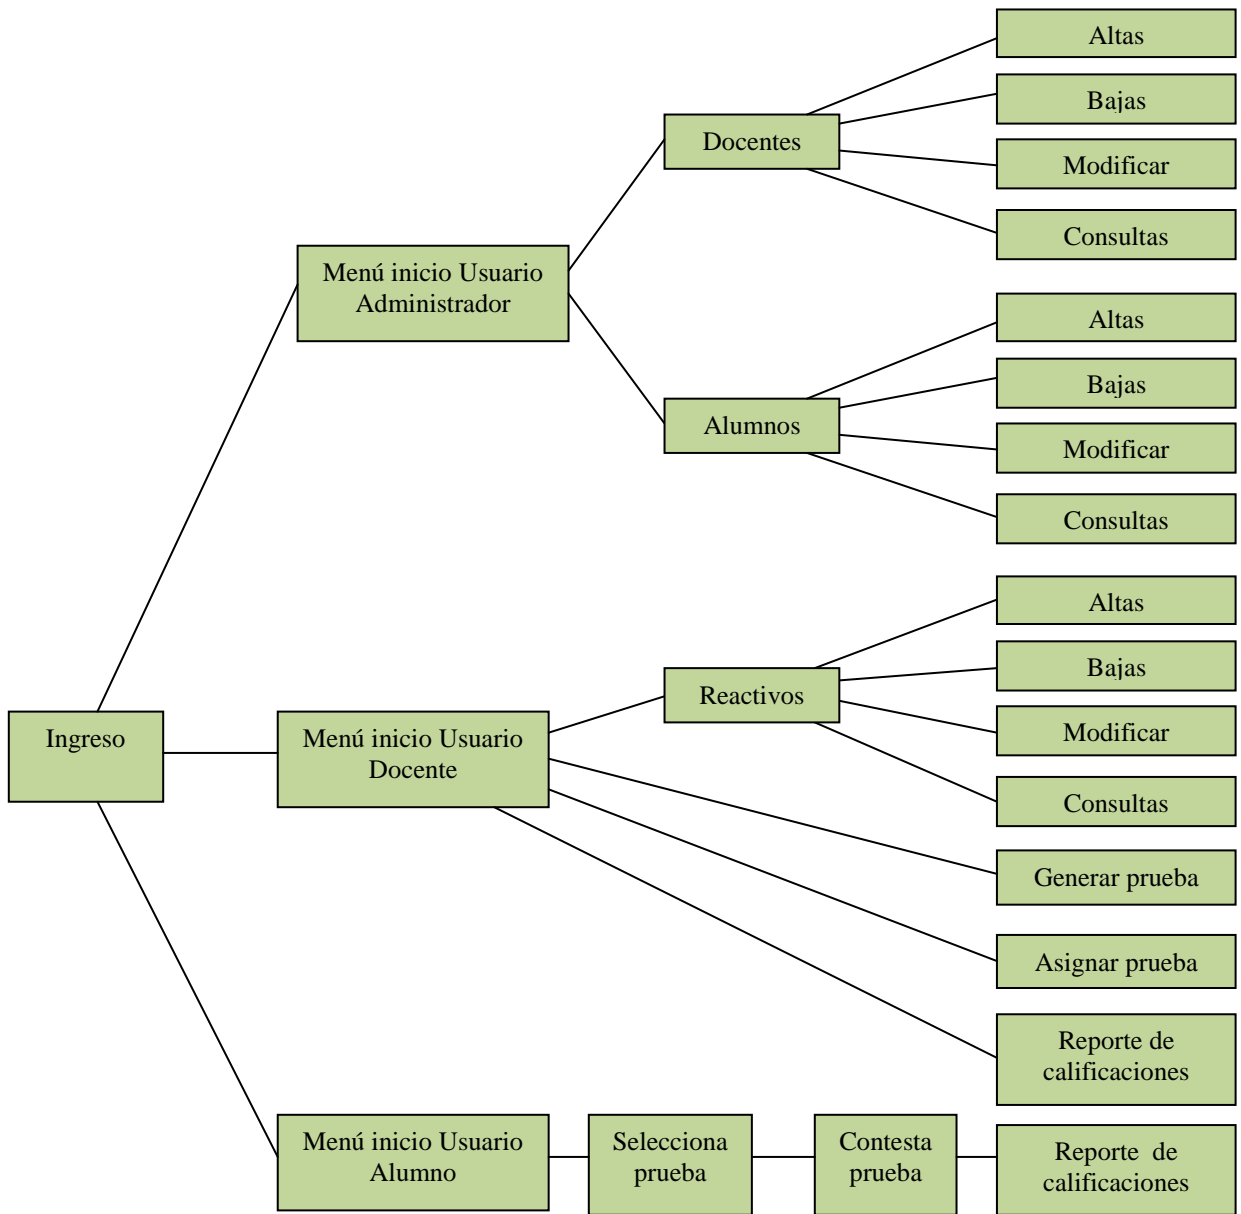 Altas
Bajas
Docentes
Modificar
Consultas
Menú inicio Usuario
Administrador
Altas
Bajas
Alumnos
Modificar
Consultas
Altas
Bajas
Reactivos
Modificar
Ingreso
Menú inicio Usuario
Docente
Consultas
Generar prueba
Asignar prueba
Reporte de
calificaciones
Menú inicio Usuario
Alumno
Selecciona
prueba
Contesta
prueba
Reporte de
calificaciones